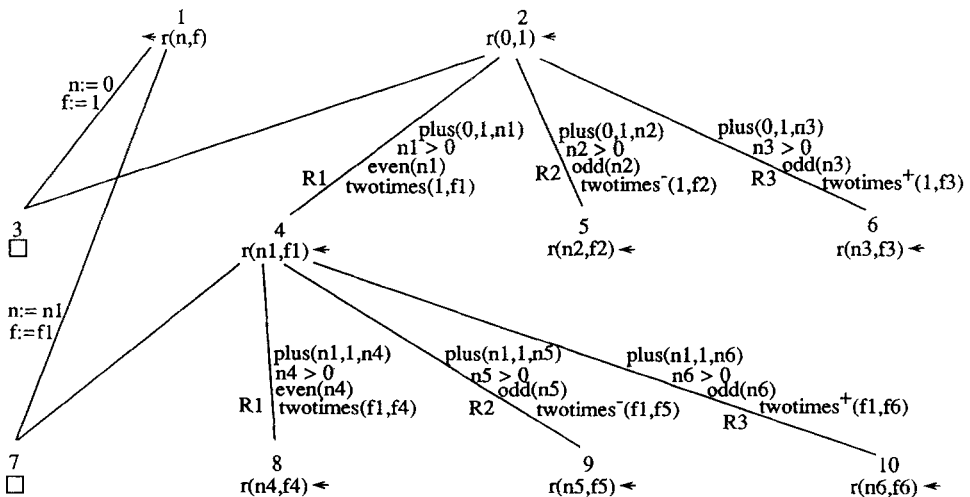 1
← r(n,f)
2
r(0,1) ←
n:= 0
f:= 1
plus(0,1,n1)
n1 > 0
even(n1)
R1
twotimes(1,f1)
plus(0,1,n2)
n2 > 0
odd(n2)
R2
twotimes⁻(1,f2)
plus(0,1,n3)
n3 > 0
odd(n3)
R3
twotimes⁺(1,f3)
3
4
r(n1,f1) ←
5
r(n2,f2) ←
6
r(n3,f3) ←
n:= n1
f:= f1
plus(n1,1,n4)
n4 > 0
even(n4)
R1
twotimes(f1,f4)
plus(n1,1,n5)
n5 > 0
odd(n5)
R2
twotimes⁻(f1,f5)
plus(n1,1,n6)
n6 > 0
odd(n6)
R3
twotimes⁺(f1,f6)
7
8
r(n4,f4) ←
9
r(n5,f5) ←
10
r(n6,f6) ←